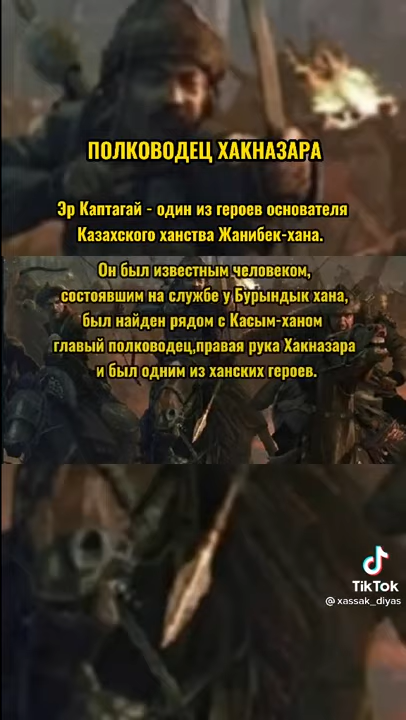 ПОЛКОВОДЕЦ ХАКНАЗАРА
Эр Каптагай - один из героев основателя
Казахского ханства Жанибек-хана.
Он был известным человеком,
состоявшим на службе у Бурындык хана,
был найден рядом с Касым-ханом
главый полководец,правая рука Хакназара
и был одним из ханских героев.
TikTok
@xassak_diyas